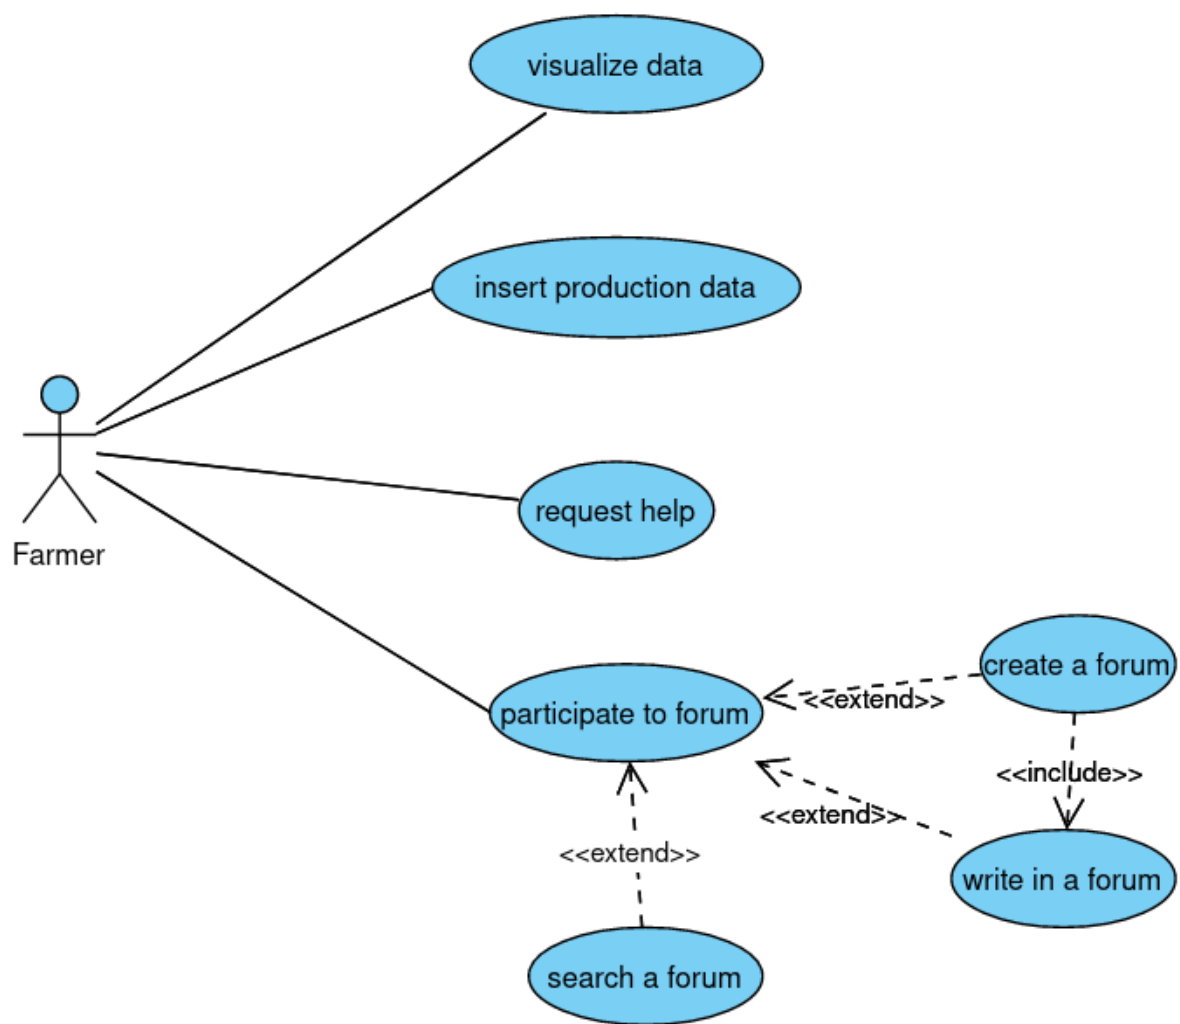 visualize data
insert production data
request help
Farmer
create a forum
<<extend>>
participate to forum
<<include>>
<<extend>>
<<extend>>
write in a forum
search a forum